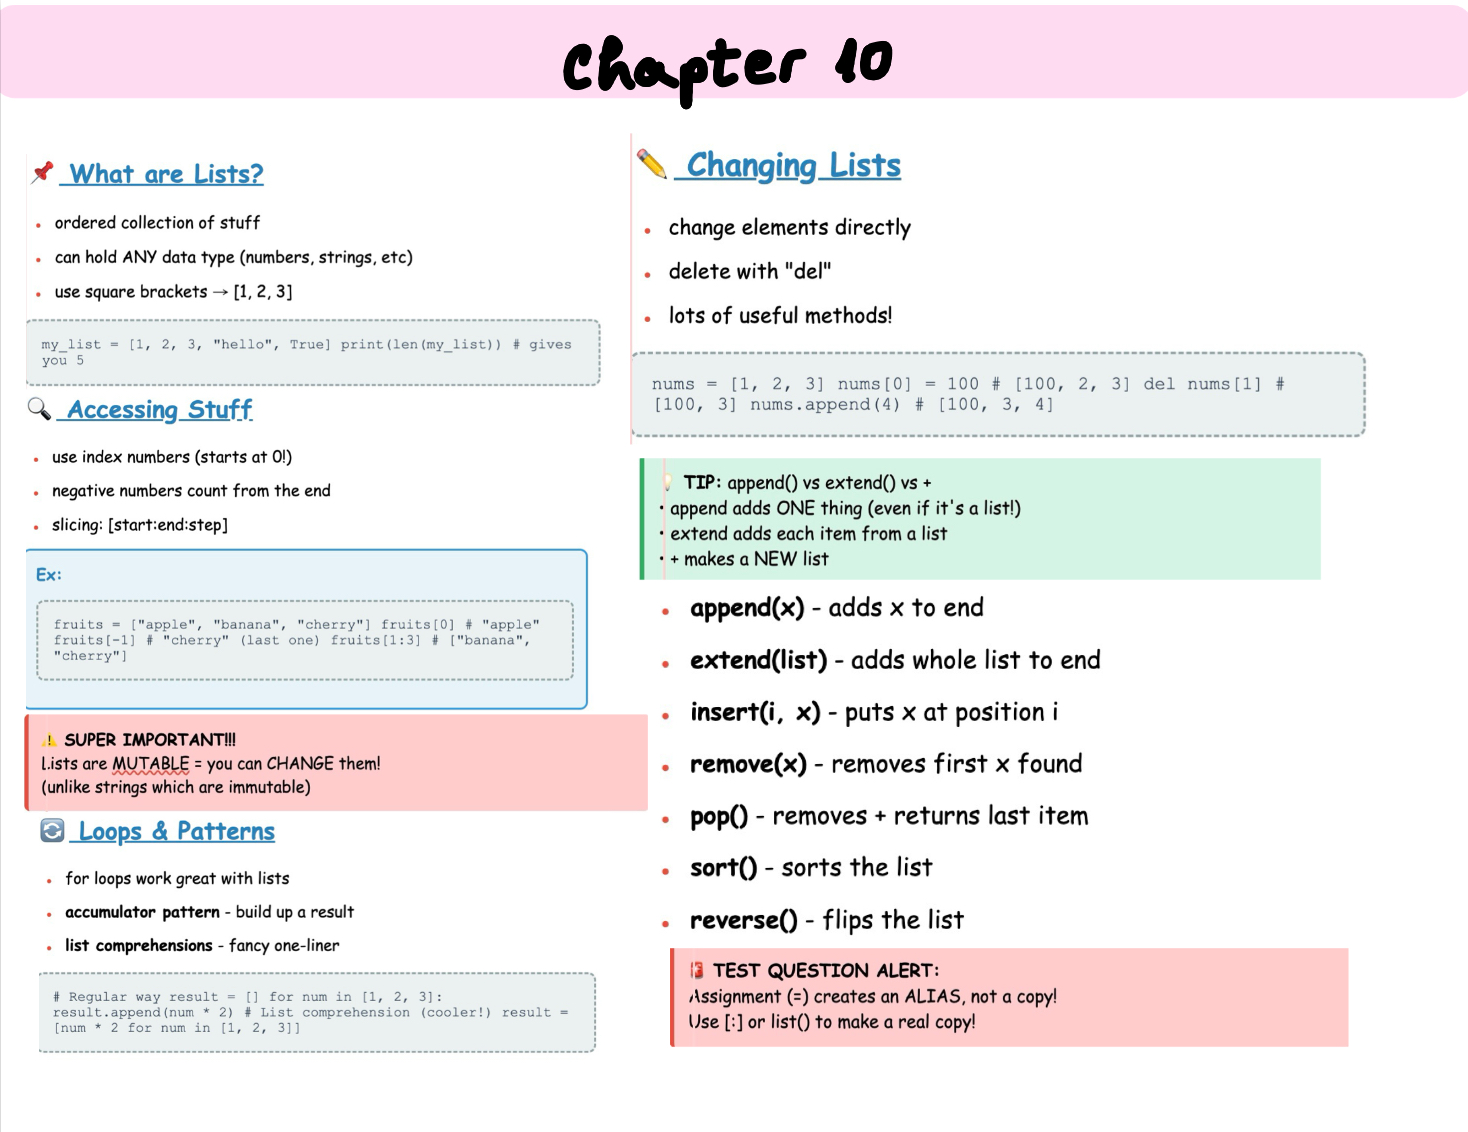 Chapter 10
What are Lists?
• ordered collection of stuff
• can hold ANY data type (numbers, strings, etc)
• use square brackets → [1, 2, 3]
my_list = [1, 2, 3, "hello", True] print(len(my_list)) # gives
you 5
Accessing Stuff
• use index numbers (starts at 0!)
• negative numbers count from the end
• slicing: [start:end:step]
Ex:
fruits = ["apple", "banana", "cherry"] fruits[0] # "apple"
fruits[-1] # "cherry" (last one) fruits[1:3] # ["banana",
"cherry"]
SUPER IMPORTANT!!!
Lists are MUTABLE = you can CHANGE them!
(unlike strings which are immutable)
Loops & Patterns
• for loops work great with lists
• accumulator pattern - build up a result
• list comprehensions - fancy one-liner
# Regular way result = [] for num in [1, 2, 3]:
result.append(num * 2) # List comprehension (cooler!) result =
[num * 2 for num in [1, 2, 3]]
Changing Lists
• change elements directly
• delete with "del"
• lots of useful methods!
nums = [1, 2, 3] nums[0] = 100 # [100, 2, 3] del nums[1] #
[100, 3] nums.append(4) # [100, 3, 4]
TIP: append() vs extend() vs +
• append adds ONE thing (even if it's a list!)
• extend adds each item from a list
• + makes a NEW list
• append(x) - adds x to end
• extend(list) - adds whole list to end
• insert(i, x) - puts x at position i
• remove(x) - removes first x found
• pop() - removes + returns last item
• sort() - sorts the list
• reverse() - flips the list
TEST QUESTION ALERT:
Assignment (=) creates an ALIAS, not a copy!
Use [:] or list() to make a real copy!